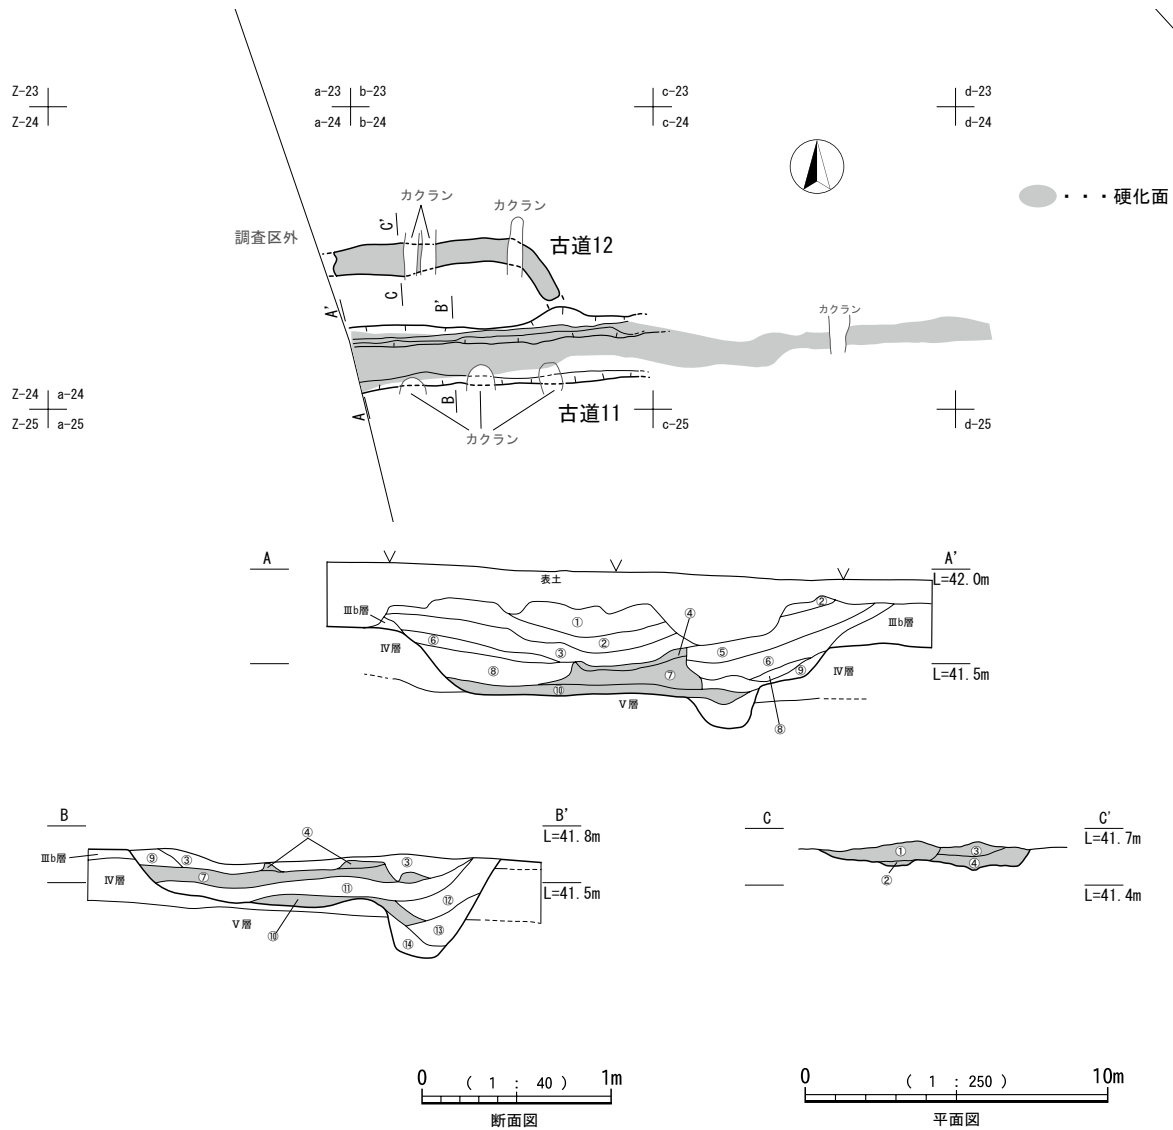 Z-23
Z-24
a-23 b-23
a-24 b-24
c-23
c-24
d-23
d-24
・・・硬化面
カクラン
カクラン
調査区外
C'
古道12
C
B'
A'
カクラン
Z-24 a-24
Z-25 a-25
B
A
古道11
カクラン
c-25
d-25
A
A'
L=42.0m
表土
Ⅲb層
①
②
②
④
Ⅲb層
Ⅳ層
⑥
③
⑤
⑧
⑦
⑥
⑨
Ⅳ層
L=41.5m
⑩
Ⅴ層
⑧
B
B'
L=41.8m
④
Ⅲb層
⑨
③
③
Ⅳ層
⑦
⑪
⑫
L=41.5m
Ⅴ層
⑩
⑬
⑭
C
C'
L=41.7m
①
③
④
②
L=41.4m
0 ( 1 : 40 ) 1m
断面図
0 ( 1 : 250 ) 10m
平面図